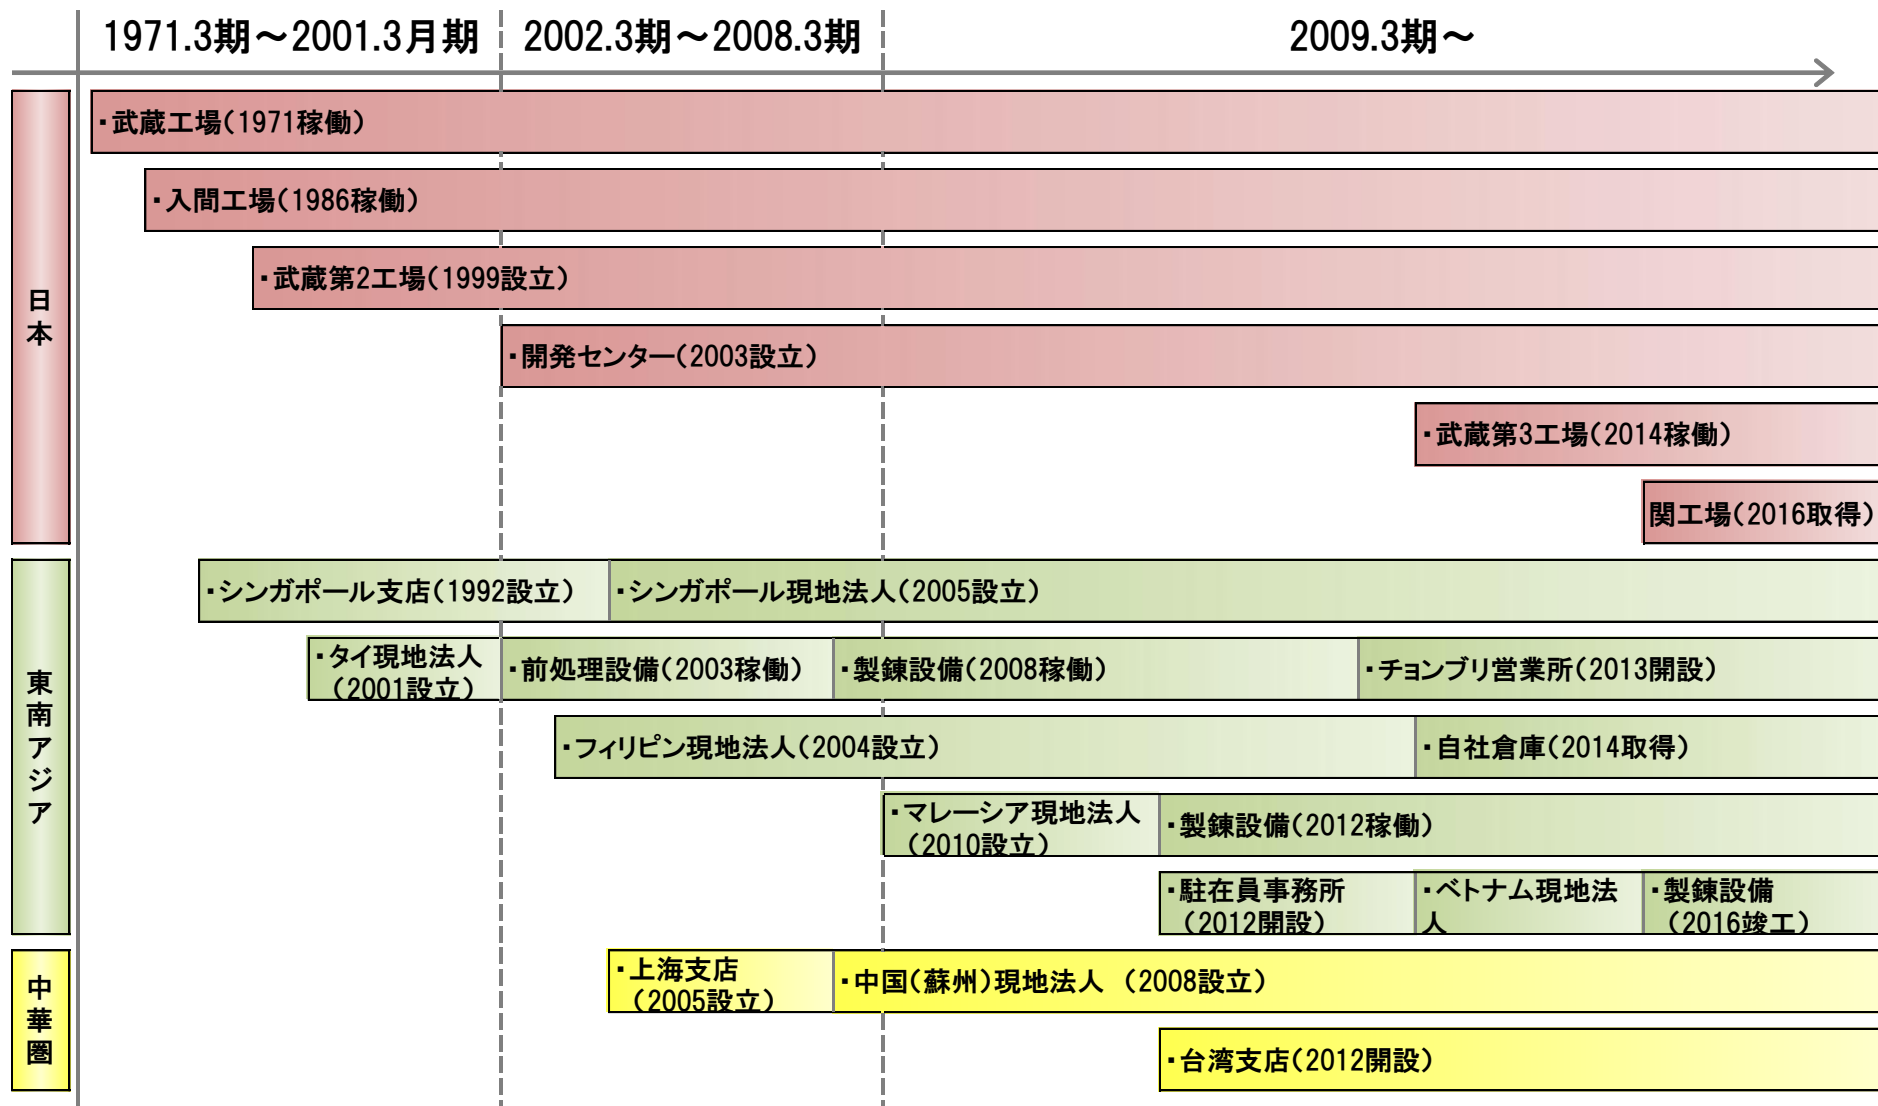 1971.3期～2001.3月期
2002.3期～2008.3期
2009.3期～
日本
・武蔵工場(1971稼働)
・入間工場(1986稼働)
・武蔵第2工場(1999設立)
・開発センター(2003設立)
・武蔵第3工場(2014稼働)
関工場(2016取得)
東南アジア
・シンガポール支店(1992設立)
・シンガポール現地法人(2005設立)
・タイ現地法人
(2001設立)
・前処理設備(2003稼働)
・製錬設備(2008稼働)
・チョンブリ営業所(2013開設)
・フィリピン現地法人(2004設立)
・自社倉庫(2014取得)
・マレーシア現地法人
(2010設立)
・製錬設備(2012稼働)
・駐在員事務所
(2012開設)
・ベトナム現地法
人
・製錬設備
(2016竣工)
中華圏
・上海支店
(2005設立)
・中国(蘇州)現地法人 (2008設立)
・台湾支店(2012開設)